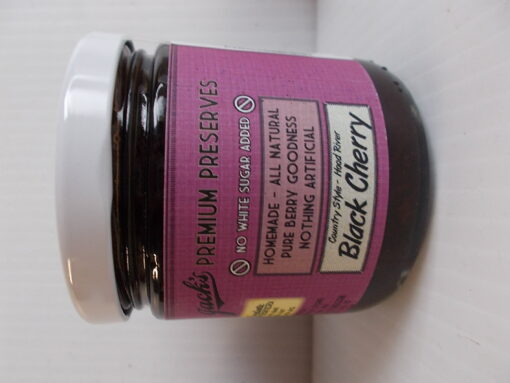 PREMIUM PRESERVES
NO WHITE SUGAR ADDED
HOMEMADE - ALL NATURAL
PURE BERRY GOODNESS
NOTHING ARTIFICIAL
Country Style - Hood River
Black Cherry